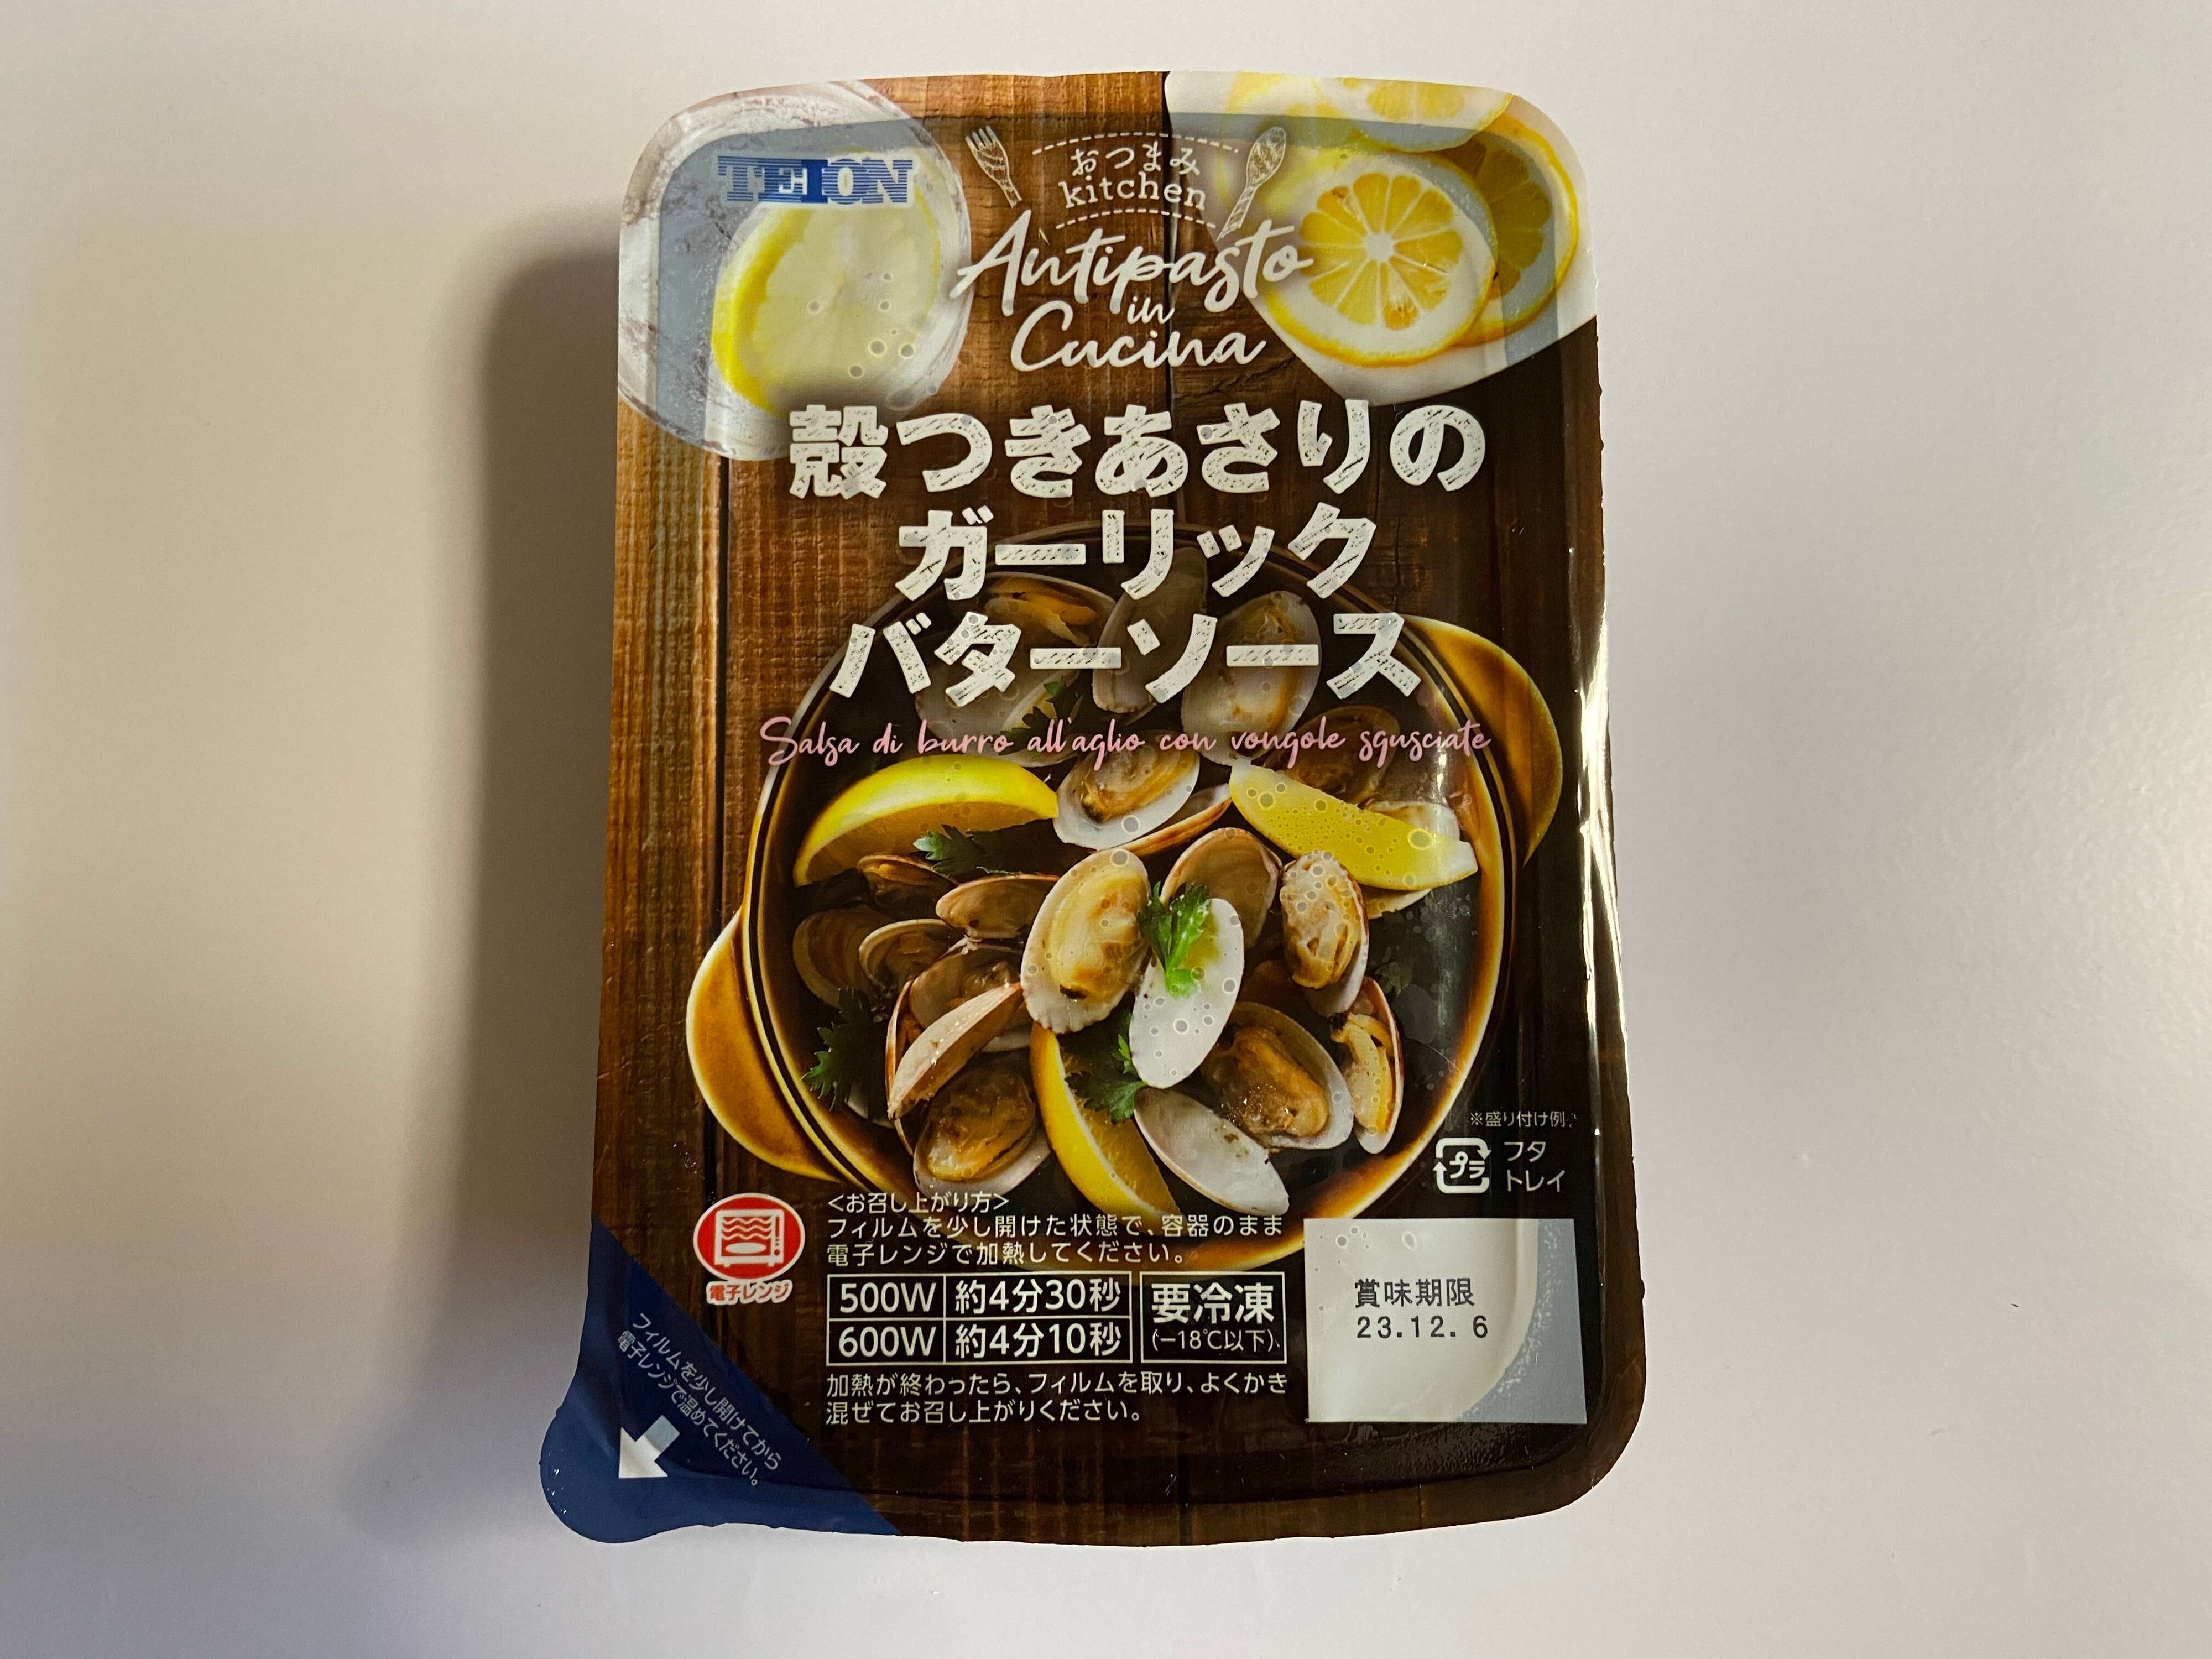 TEION
おつまみ
kitchen
Antipasto
in
Cucina
殻つきあさりの
ガーリック
バターソース
Salsa di burro all'aglio con vongole sgusciate
※盛り付け例
プラ
フタ
トレイ
電子レンジ
<お召し上がり方>
フィルムを少し開けた状態で、容器のまま
電子レンジで加熱してください。
500W 約4分30秒
600W 約4分10秒
要冷凍
(−18℃以下)
加熱が終わったら、フィルムを取り、よくかき
混ぜてお召し上がりください。
賞味期限
23.12. 6
フィルムを少し開けてから
電子レンジで温めてください。